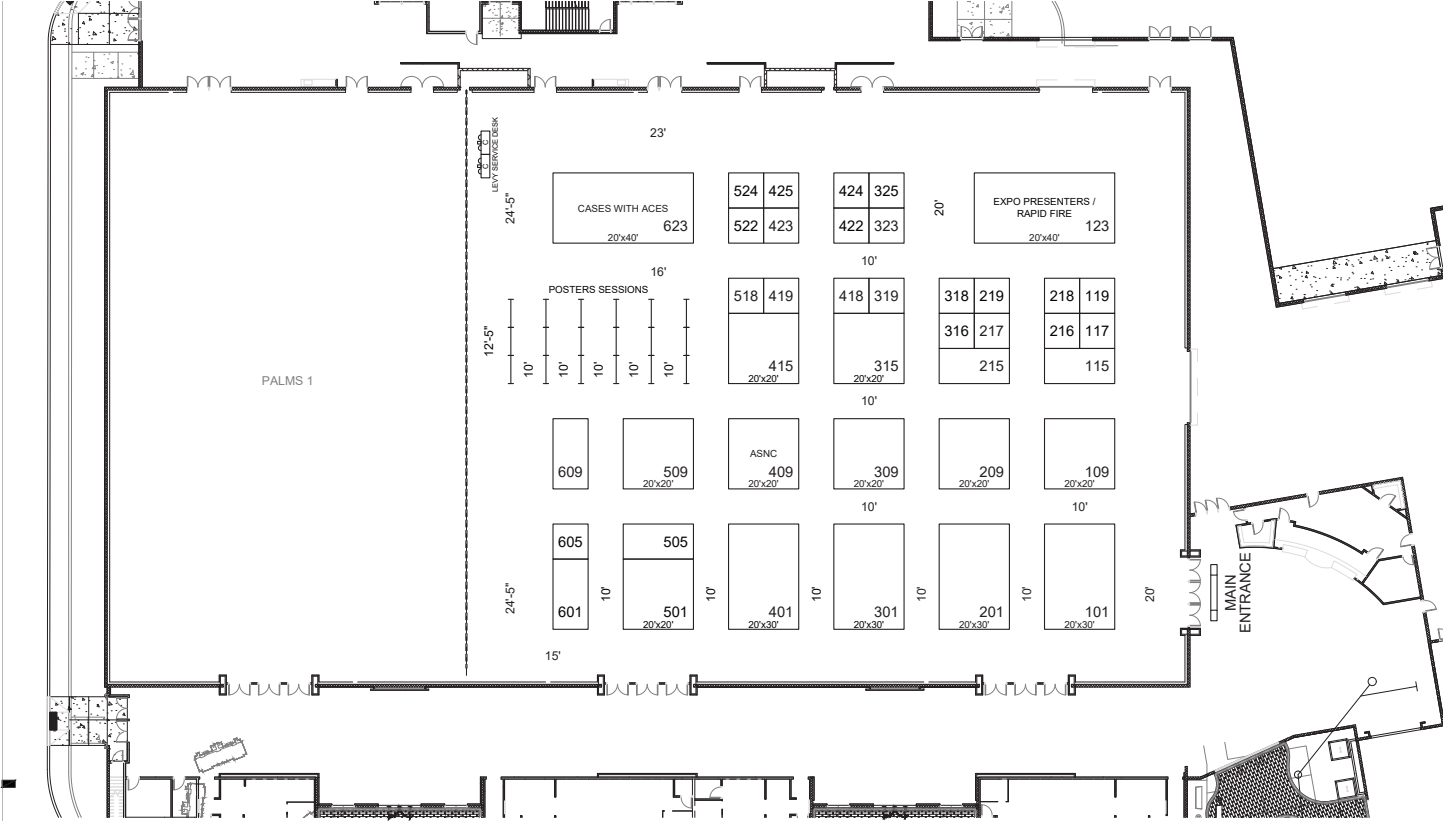 23'
C
C
LEVY SERVICE DESK
24'-5"
CASES WITH ACES
623
20'x40'
524 425
522 423
424 325
422 323
20'
EXPO PRESENTERS /
RAPID FIRE
123
20'x40'
16'
10'
POSTERS SESSIONS
12'-5"
10' 10' 10' 10' 10'
518 419
415
20'x20'
418 319
315
20'x20'
318 219
316 217
215
218 119
216 117
115
PALMS 1
10'
609
509
20'x20'
ASNC
409
20'x20'
309
20'x20'
209
20'x20'
109
20'x20'
10'
10'
24'-5"
605
601
10'
505
501
20'x20'
10'
401
20'x30'
10'
301
20'x30'
10'
201
20'x30'
10'
101
20'x30'
20'
MAIN
ENTRANCE
15'